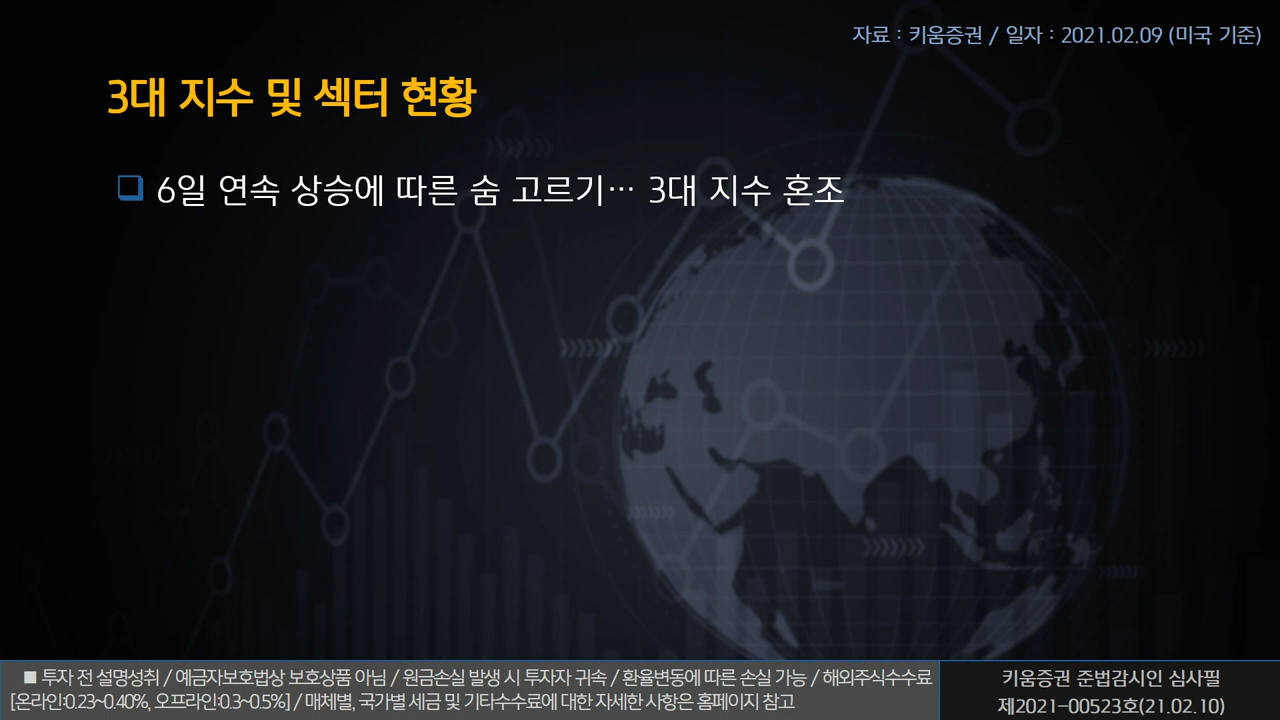 자료 : 키움증권 / 일자 : 2021.02.09 (미국 기준)
3대 지수 및 섹터 현황
❑ 6일 연속 상승에 따른 숨 고르기… 3대 지수 혼조
■ 투자 전 설명성취 / 예금자보호법상 보호상품 아님 / 원금손실 발생 시 투자자 귀속 / 환율변동에 따른 손실 가능 / 해외주식수수료
[온라인:0.23~0.40%, 오프라인:0.3~0.5%] / 매체별, 국가별 세금 및 기타수수료에 대한 자세한 사항은 홈페이지 참고
키움증권 준법감시인 심사필
제2021-00523호(21.02.10)